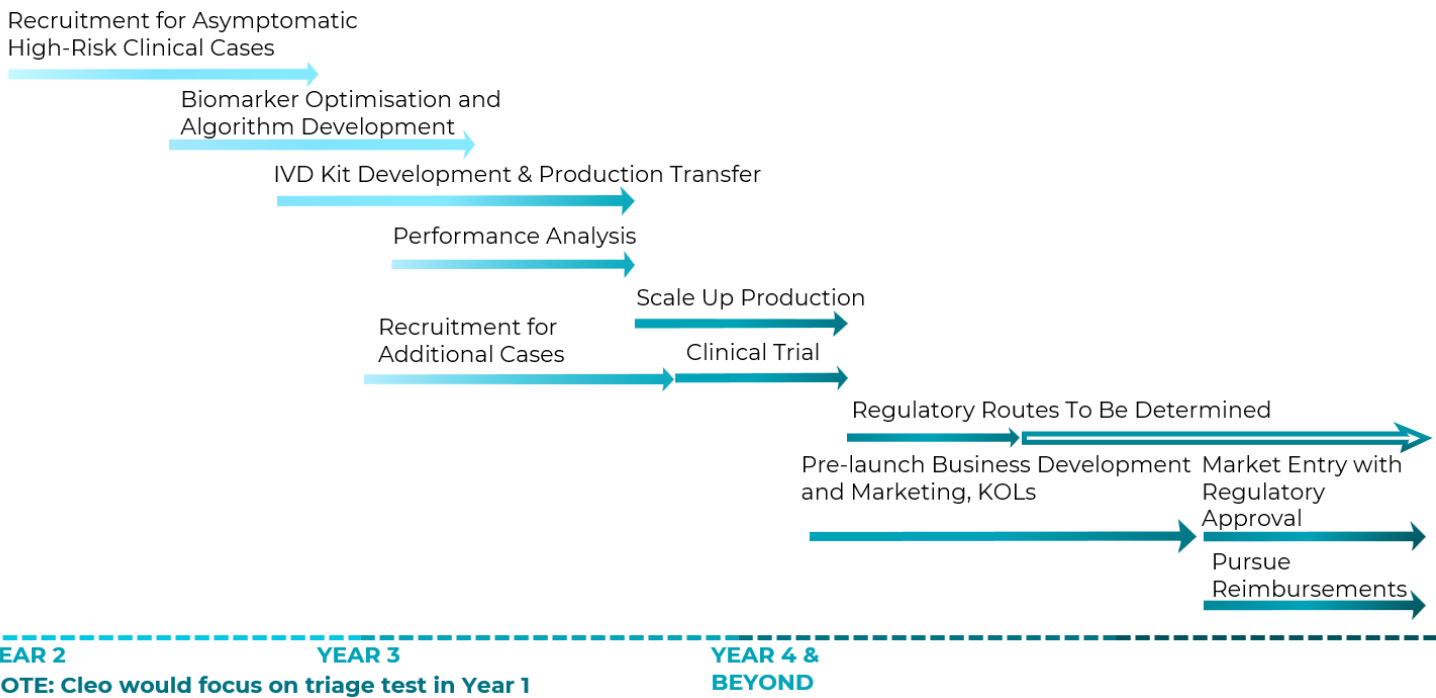 Recruitment for Asymptomatic
High-Risk Clinical Cases
Biomarker Optimisation and
Algorithm Development
IVD Kit Development & Production Transfer
Performance Analysis
Scale Up Production
Recruitment for
Additional Cases
Clinical Trial
Regulatory Routes To Be Determined
Pre-launch Business Development
and Marketing, KOLs
Market Entry with
Regulatory
Approval
Pursue
Reimbursements
EAR 2
YEAR 3
YEAR 4 &
BEYOND
OTE: Cleo would focus on triage test in Year 1